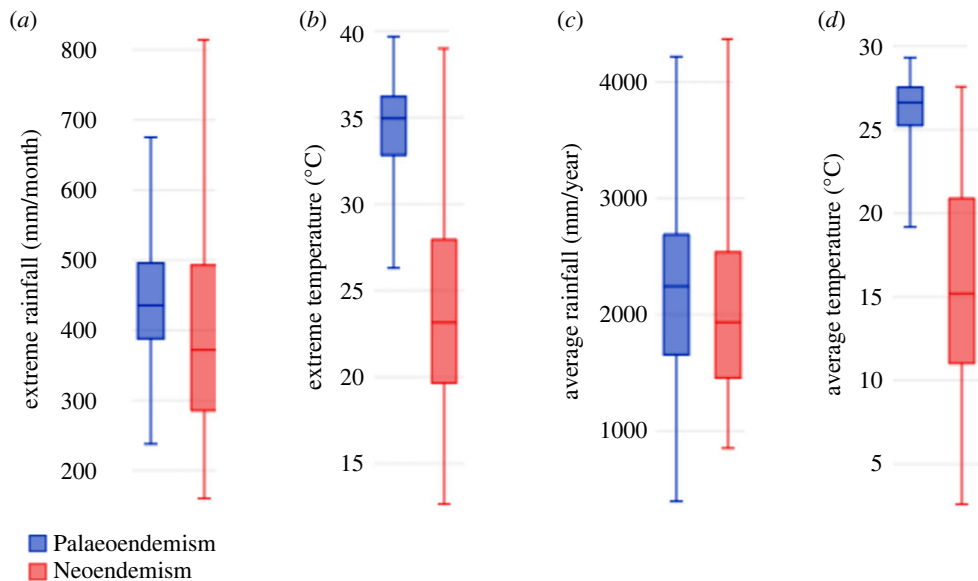 (a)
extreme rainfall (mm/month)
800
700
600
500
400
300
200
(b)
extreme temperature (°C)
40
35
30
25
20
15
(c)
average rainfall (mm/year)
4000
3000
2000
1000
(d)
average temperature (°C)
30
25
20
15
10
5
Palaeoendemism
Neoendemism